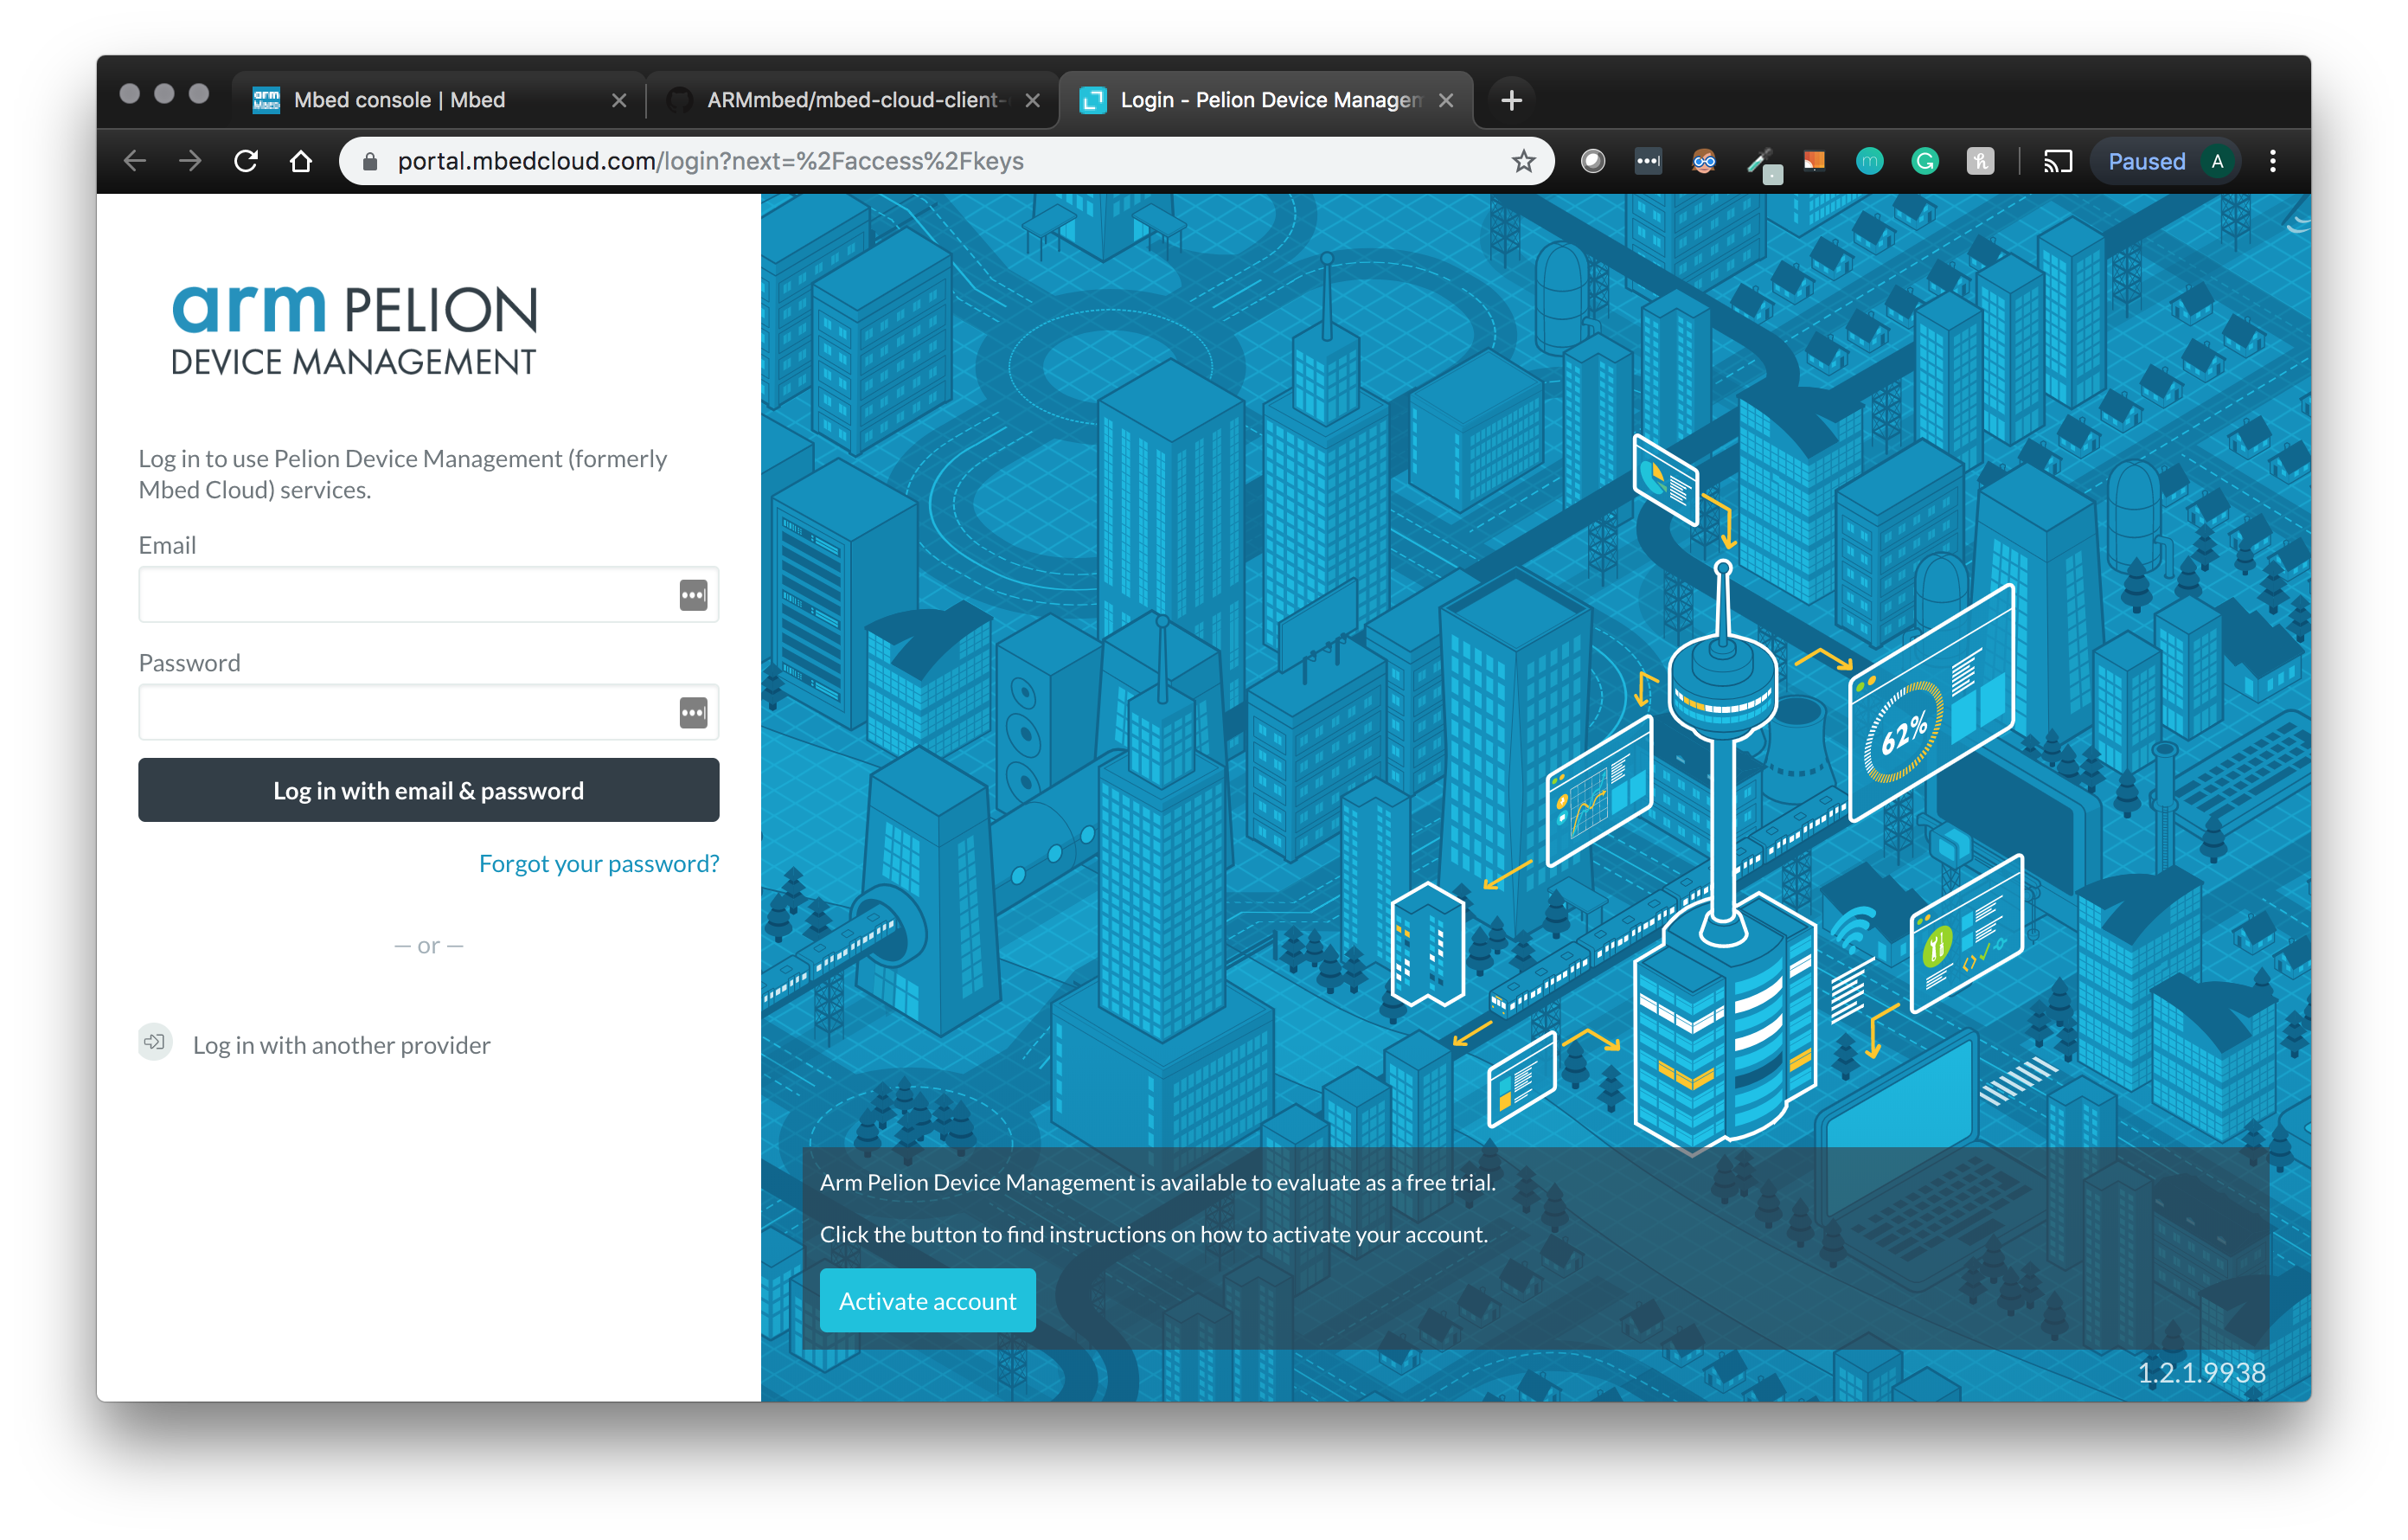 arm Mbed
Mbed console | Mbed
ARMmbed/mbed-cloud-client-
Login - Pelion Device Managem
portal.mbedcloud.com/login?next=%2Faccess%2Fkeys
m
G
h
Paused
A
arm PELION
DEVICE MANAGEMENT
Log in to use Pelion Device Management (formerly
Mbed Cloud) services.
Email
Password
Log in with email & password
Forgot your password?
— or —
Log in with another provider
62%
Arm Pelion Device Management is available to evaluate as a free trial.
Click the button to find instructions on how to activate your account.
Activate account
1.2.1.9938